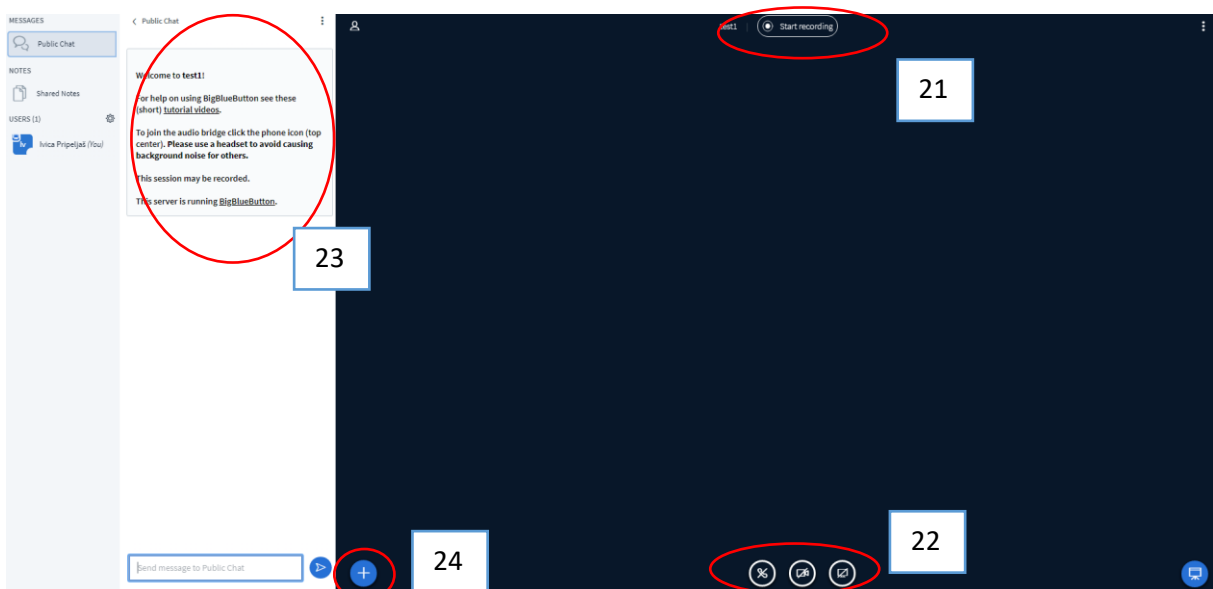 MESSAGES
Public Chat
NOTES
Shared Notes
USERS (1)
Ivica Pripeljaš (You)
Public Chat
Welcome to test1!
For help on using BigBlueButton see these
(short) tutorial videos.
To join the audio bridge click the phone icon (top
center). Please use a headset to avoid causing
background noise for others.
This session may be recorded.
This server is running BigBlueButton.
23
Send message to Public Chat
test1
Start recording
21
24
22